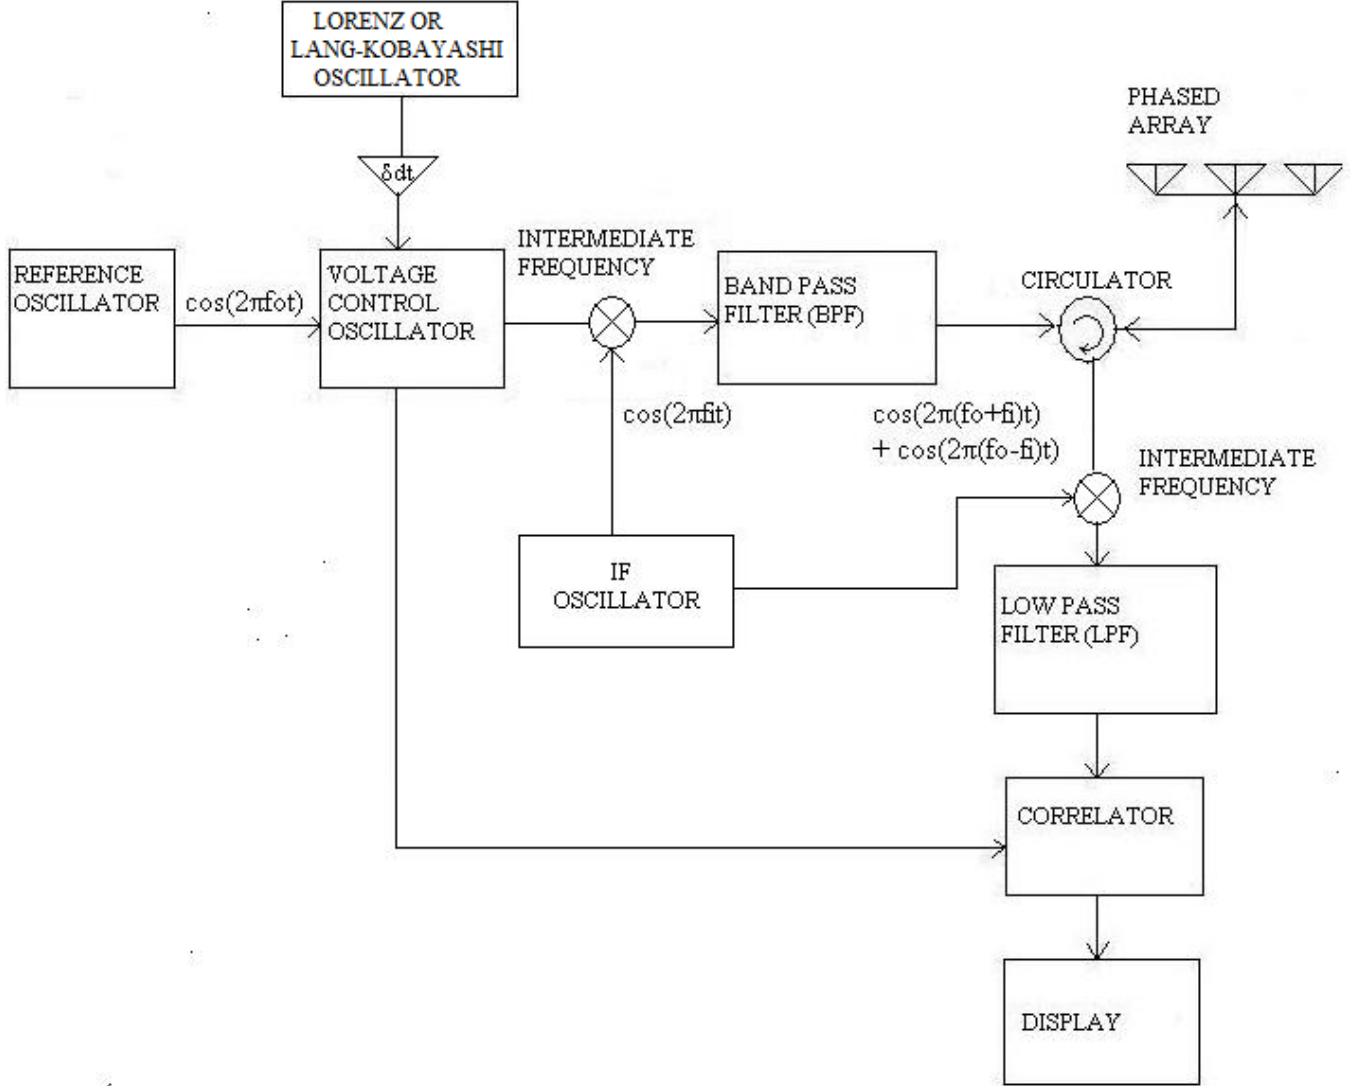 LORENZ OR
LANG-KOBAYASHI
OSCILLATOR
δdt
PHASED
ARRAY
REFERENCE
OSCILLATOR
cos(2πfot)
VOLTAGE
CONTROL
OSCILLATOR
INTERMEDIATE
FREQUENCY
BAND PASS
FILTER (BPF)
CIRCULATOR
cos(2πfit)
cos(2π(fo+fi)t)
+ cos(2π(fo-fi)t)
INTERMEDIATE
FREQUENCY
IF
OSCILLATOR
LOW PASS
FILTER (LPF)
CORRELATOR
DISPLAY